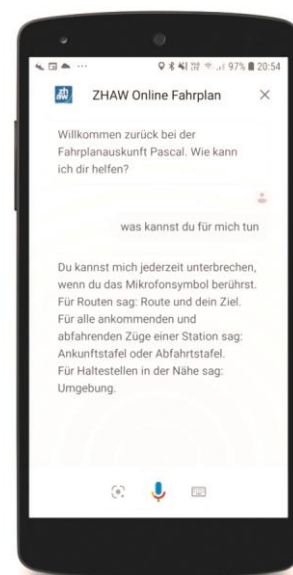 97% 20:54
zh
aw
ZHAW Online Fahrplan
Willkommen zurück bei der
Fahrplanauskunft Pascal. Wie kann
ich dir helfen?
was kannst du für mich tun
Du kannst mich jederzeit unterbrechen,
wenn du das Mikrofonsymbol berührst.
Für Routen sag: Route und dein Ziel.
Für alle ankommenden und
abfahrenden Züge einer Station sag:
Ankunftstafel oder Abfahrtstafel.
Für Haltestellen in der Nähe sag:
Umgebung.